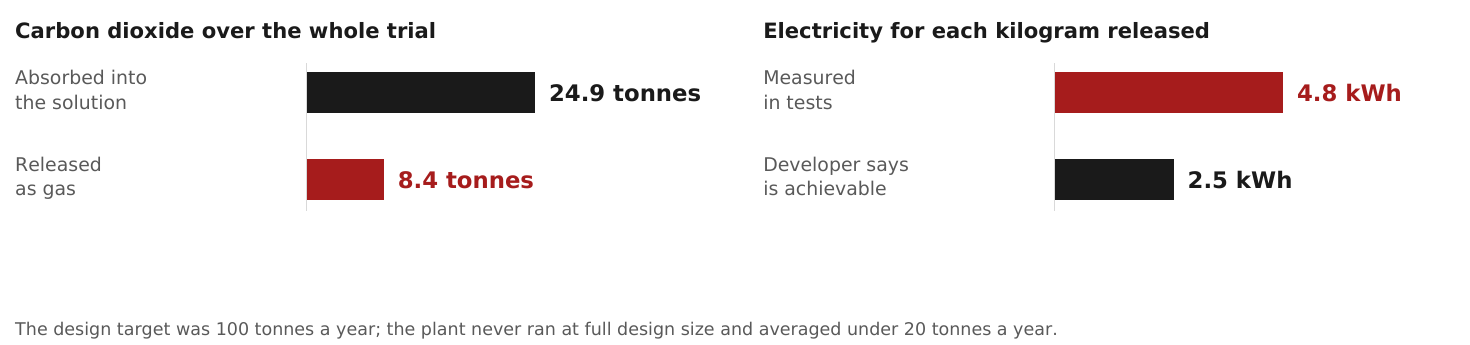 Carbon dioxide over the whole trial
Absorbed into
the solution
24.9 tonnes
Released
as gas
8.4 tonnes
Electricity for each kilogram released
Measured
in tests
4.8 kWh
Developer says
is achievable
2.5 kWh
The design target was 100 tonnes a year; the plant never ran at full design size and averaged under 20 tonnes a year.